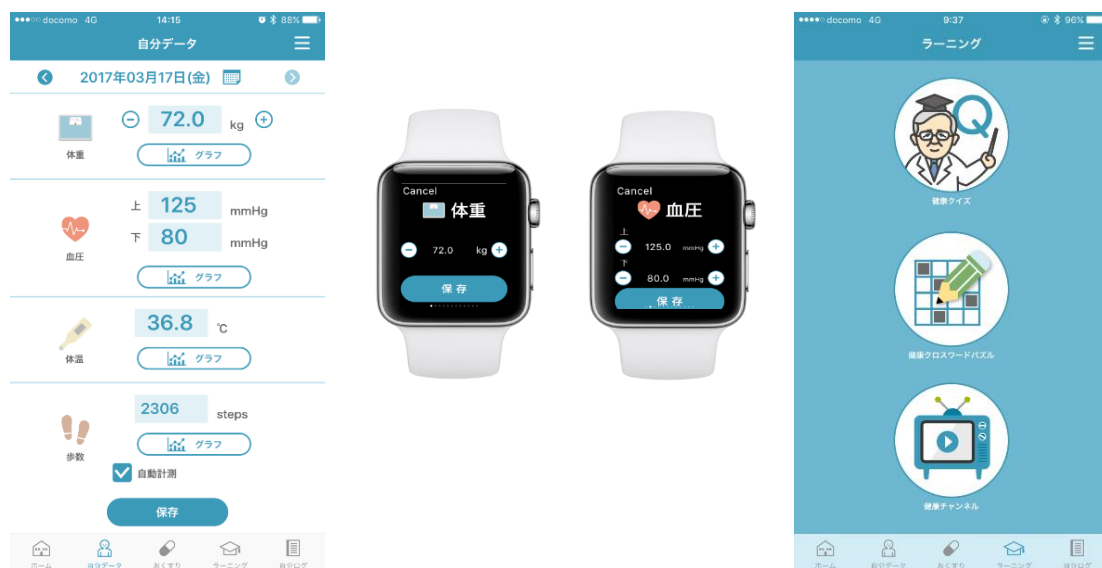 docomo 4G 14:15 88%
自分データ
2017年03月17日(金)
72.0 kg
体重
グラフ
上 125 mmHg
下 80 mmHg
血圧
グラフ
36.8 ℃
体温
グラフ
2306 steps
歩数
グラフ
自動計測
保存
ホーム 自分データ おくすり ラーニング 自分ログ
Cancel
体重
72.0 kg
保存
Cancel
血圧
上
125.0 mmHg
下
80.0 mmHg
保存
docomo 4G 9:37 96%
ラーニング
Q
健康クイズ
健康クロスワードパズル
健康チャンネル
ホーム 自分データ おくすり ラーニング 自分ログ